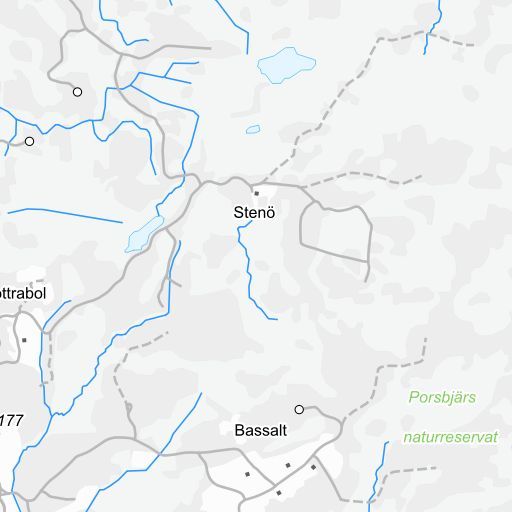 Stenö
ottrabol
Porsbjärs
naturreservat
177
Bassalt